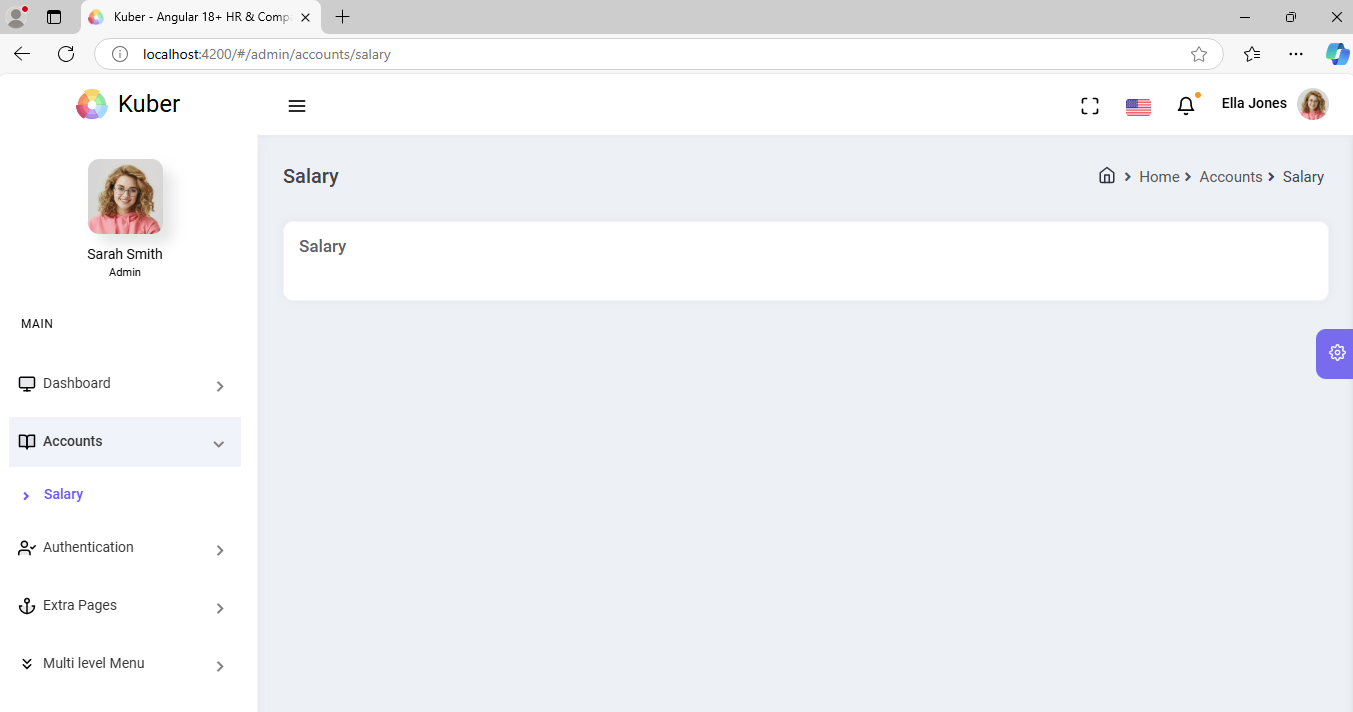 Kuber - Angular 18+ HR & Comp
localhost:4200/#/admin/accounts/salary
Kuber
Ella Jones
Salary
Home Accounts Salary
Sarah Smith
Admin
Salary
MAIN
Dashboard
Accounts
Salary
Authentication
Extra Pages
Multi level Menu